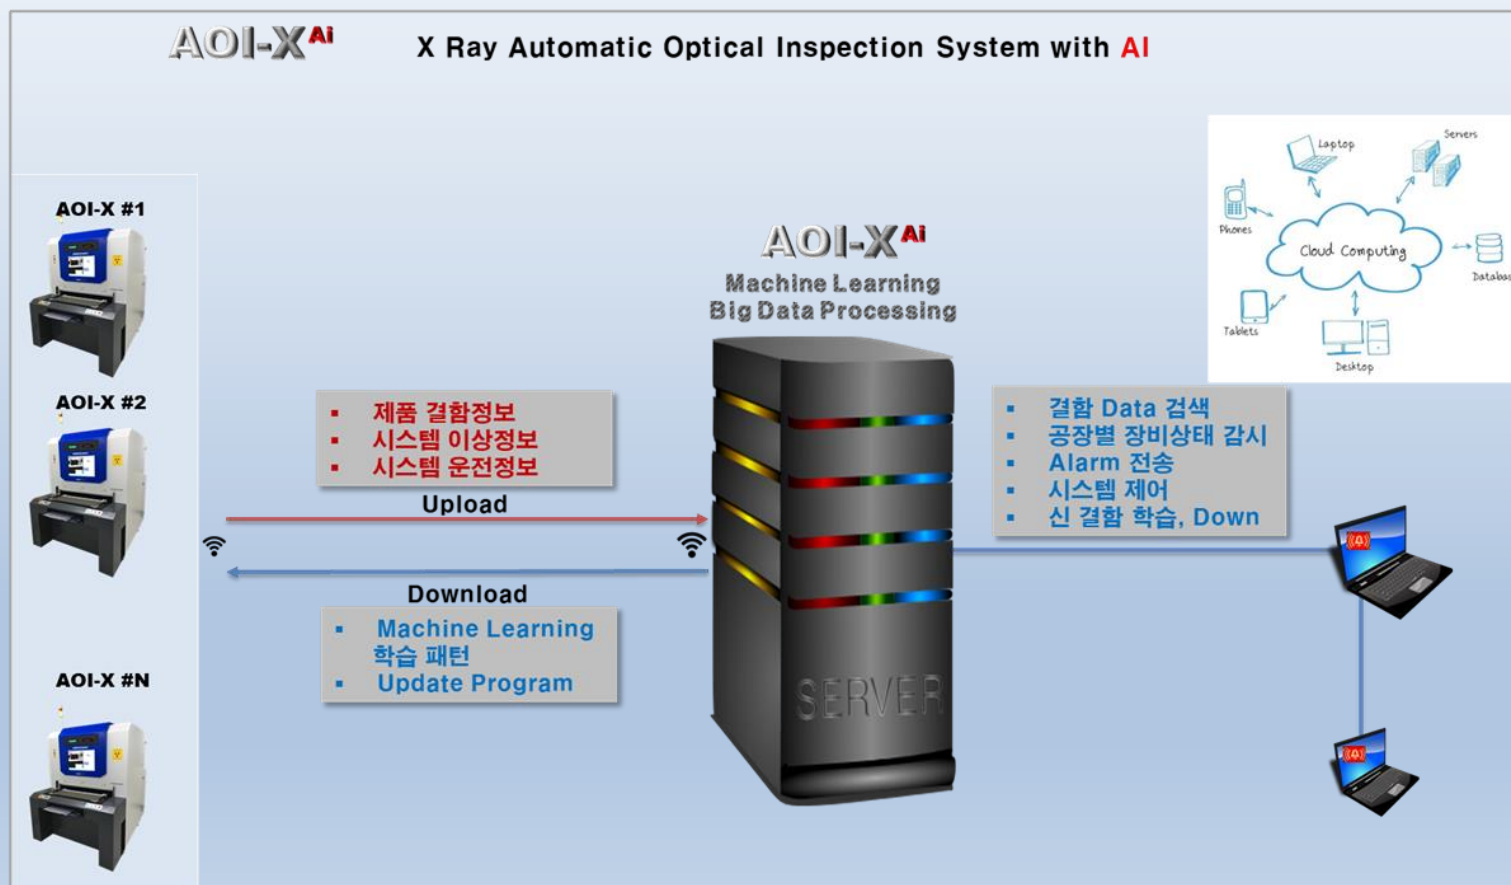 AOI-X Ai
X Ray Automatic Optical Inspection System with AI
AOI-X #1
AOI-X #2
AOI-X #N
▪ 제품 결함정보
▪ 시스템 이상정보
▪ 시스템 운전정보
Upload
Download
▪ Machine Learning
학습 패턴
▪ Update Program
AOI-X Ai
Machine Learning
Big Data Processing
SERVER
▪ 결함 Data 검색
▪ 공장별 장비상태 감시
▪ Alarm 전송
▪ 시스템 제어
▪ 신 결함 학습, Down
Laptop
Servers
Phones
Cloud Computing
Databas
Tablets
Desktop